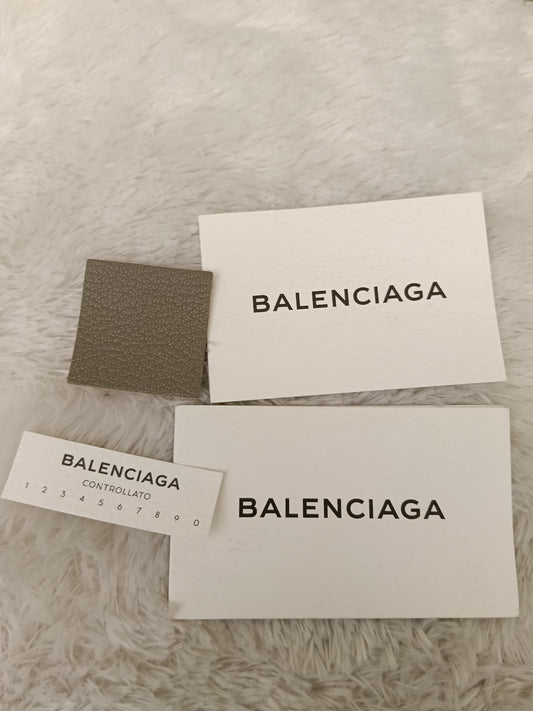 BALENCIAGA
BALENCIAGA
CONTROLLATO
1 2 3 4 5 6 7 8 9 0
BALENCIAGA